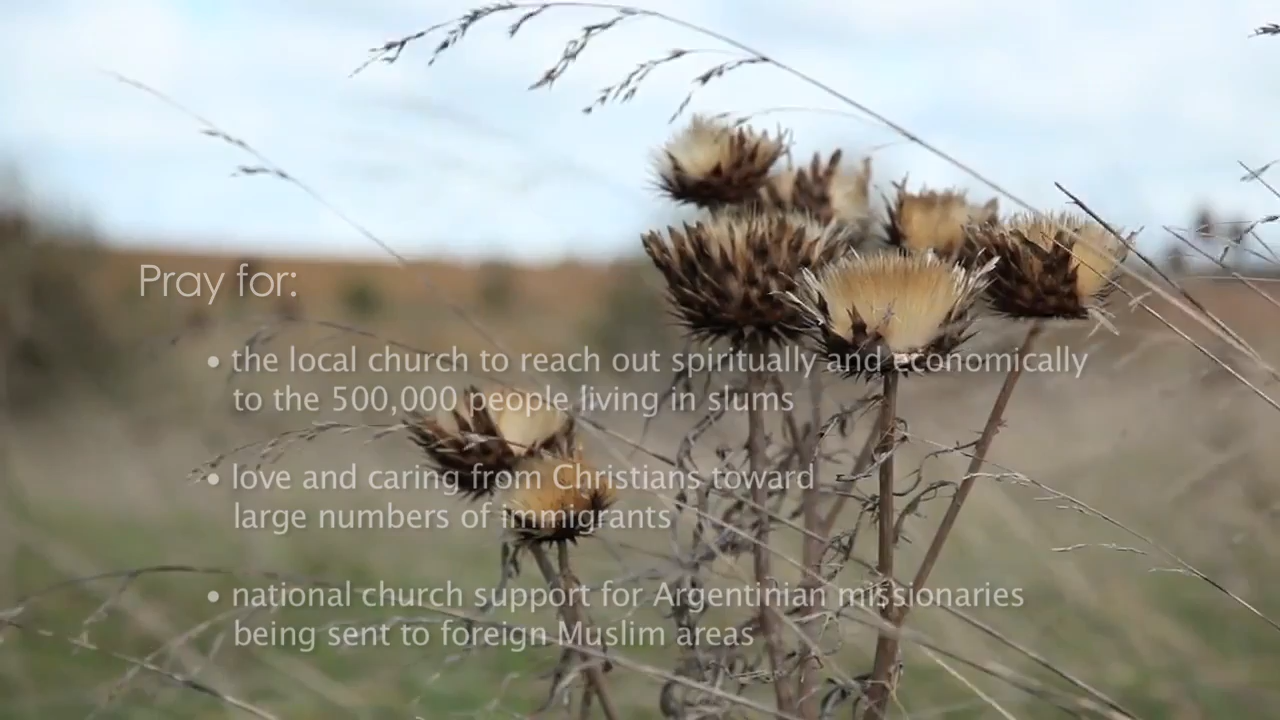 Pray for:
• the local church to reach out spiritually and economically
to the 500,000 people living in slums
• love and caring from Christians toward
large numbers of immigrants
• national church support for Argentinian missionaries
being sent to foreign Muslim areas